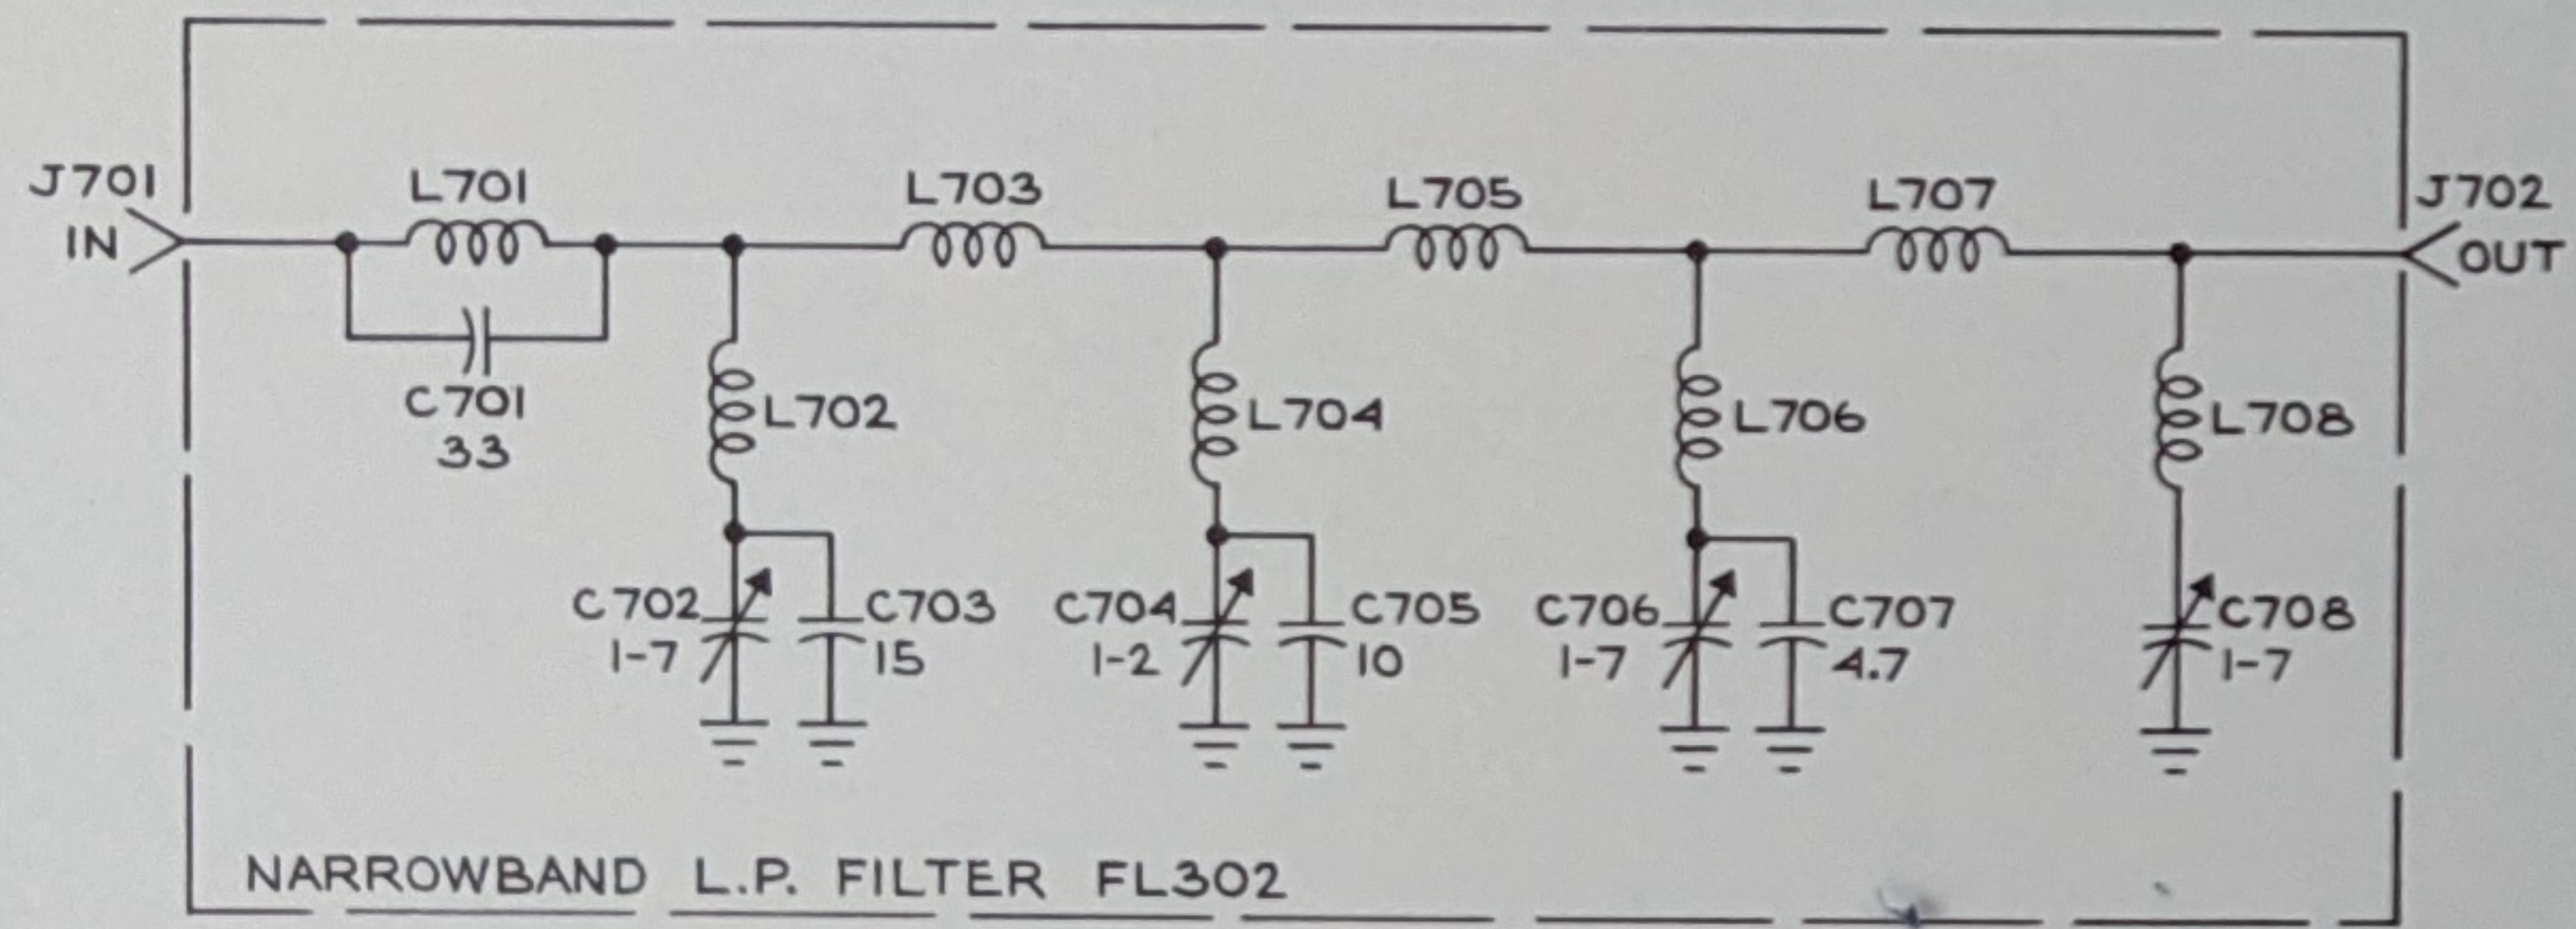 J701
IN
L701
C701
33
L703
L705
L707
J702
OUT
L702
L704
L706
L708
C702
1-7
C703
15
C704
1-2
C705
10
C706
1-7
C707
4.7
C708
1-7
NARROWBAND L.P. FILTER FL302